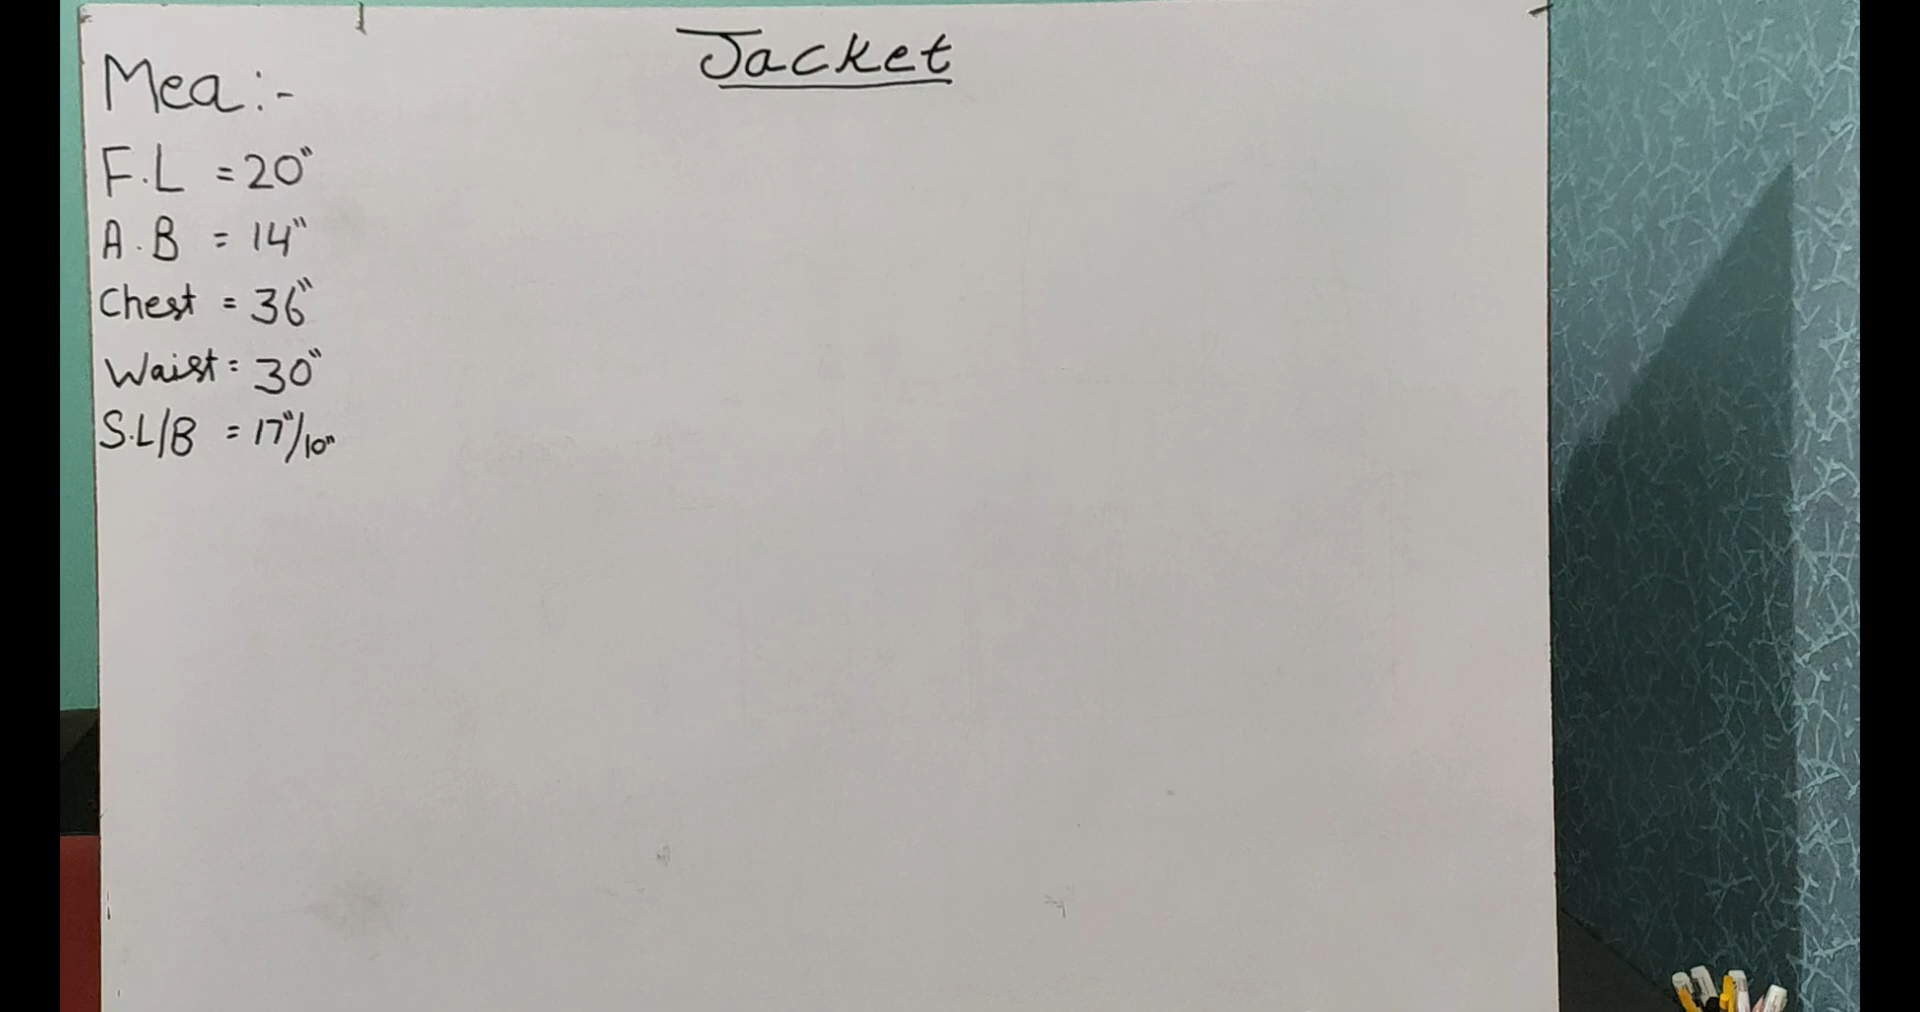 Jacket
Mea:-
F.L = 20"
A.B = 14"
Chest = 36"
Waist = 30"
S.L/B = 17"/10"